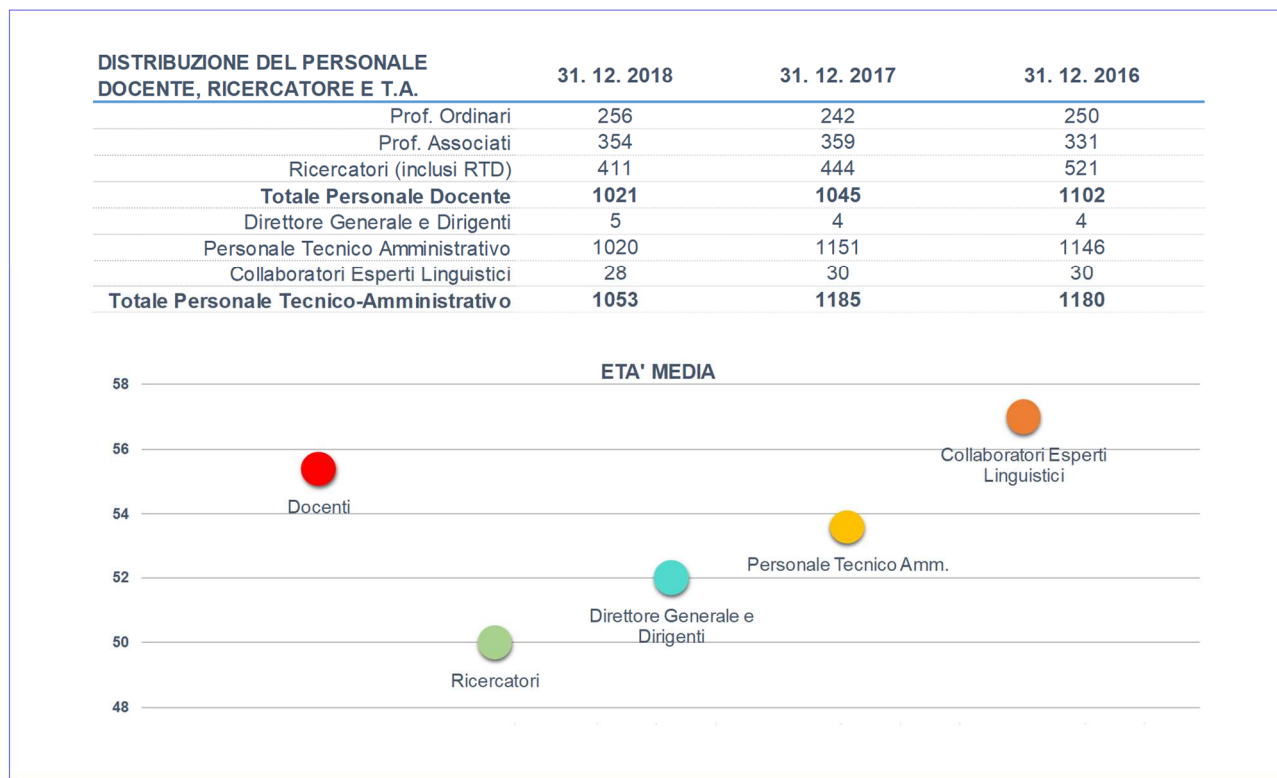 DISTRIBUZIONE DEL PERSONALE
DOCENTE, RICERCATORE E T.A. 31. 12. 2018 31. 12. 2017 31. 12. 2016
Prof. Ordinari 256 242 250
Prof. Associati 354 359 331
Ricercatori (inclusi RTD) 411 444 521
Totale Personale Docente 1021 1045 1102
Direttore Generale e Dirigenti 5 4 4
Personale Tecnico Amministrativo 1020 1151 1146
Collaboratori Esperti Linguistici 28 30 30
Totale Personale Tecnico-Amministrativo 1053 1185 1180
ETA' MEDIA
58
56
Collaboratori Esperti
Linguistici
Docenti
54
Personale Tecnico Amm.
52
Direttore Generale e
Dirigenti
50
Ricercatori
48